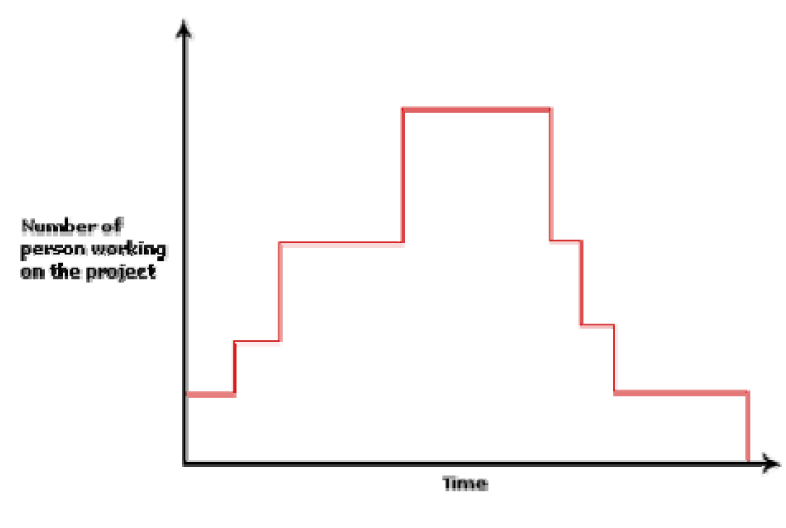 Number of
person working
on the project
Time